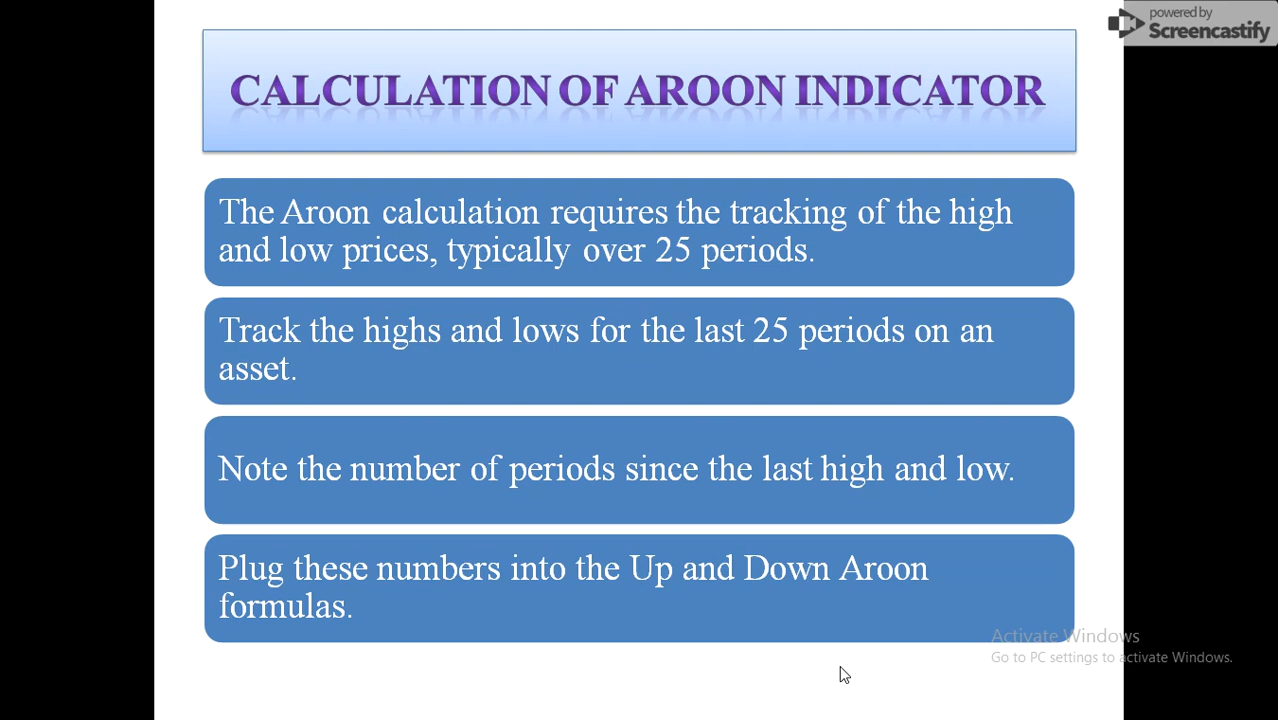 powered by
Screencastify
CALCULATION OF AROON INDICATOR
The Aroon calculation requires the tracking of the high
and low prices, typically over 25 periods.
Track the highs and lows for the last 25 periods on an
asset.
Note the number of periods since the last high and low.
Plug these numbers into the Up and Down Aroon
formulas.
Activate Windows
Go to PC settings to activate Windows.